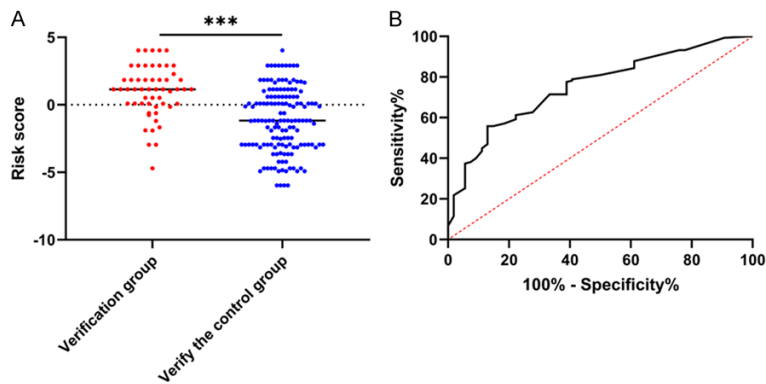 A
***
Risk score
5
0
-5
-10
Verification group
Verify the control group
B
Sensitivity%
100
80
60
40
20
0
0 20 40 60 80 100
100% - Specificity%